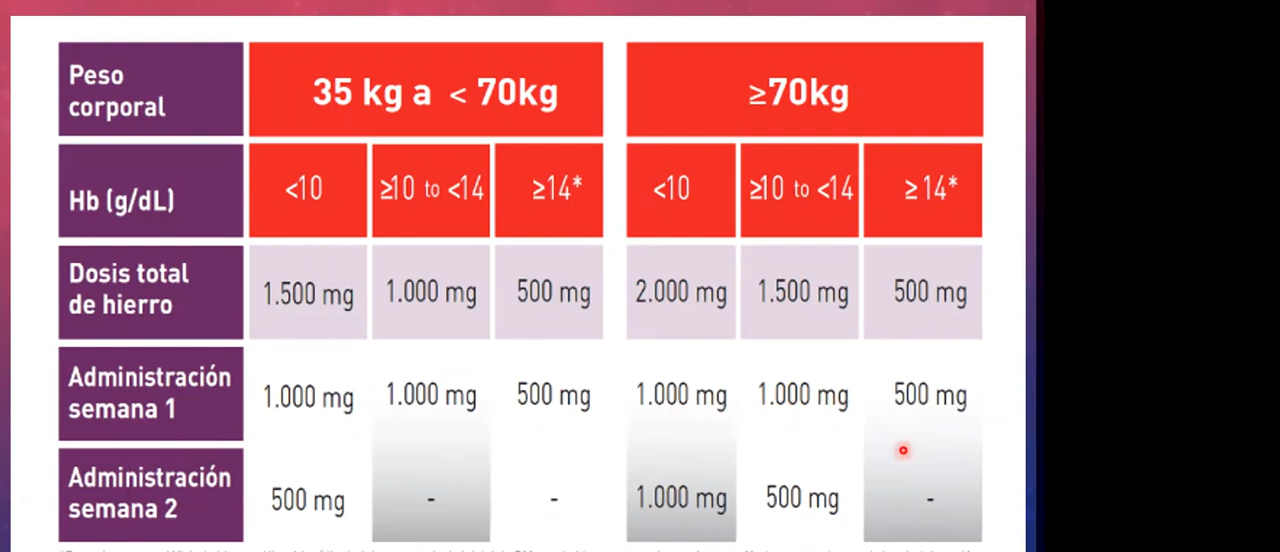 Peso corporal 35 kg a < 70kg ≥70kg
Hb (g/dL) <10 ≥10 to <14 ≥14* <10 ≥10 to <14 ≥14*
Dosis total de hierro 1.500 mg 1.000 mg 500 mg 2.000 mg 1.500 mg 500 mg
Administración semana 1 1.000 mg 1.000 mg 500 mg 1.000 mg 1.000 mg 500 mg
Administración semana 2 500 mg - - 1.000 mg 500 mg -